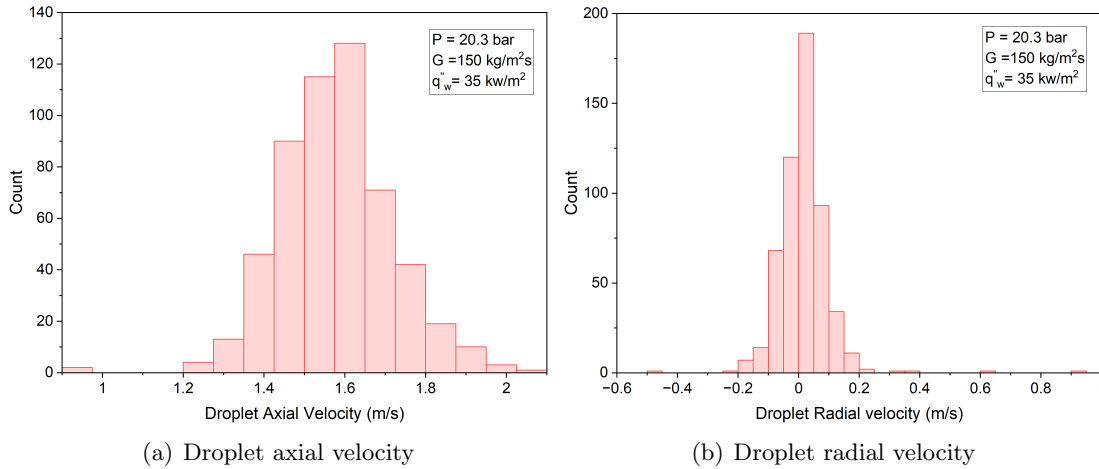 140
120
100
80
60
40
20
0
Count
P = 20.3 bar
G =150 kg/m²s
q"w= 35 kw/m²
1
1.2
1.4
1.6
1.8
2
Droplet Axial Velocity (m/s)
(a) Droplet axial velocity
200
150
100
50
0
Count
P = 20.3 bar
G =150 kg/m²s
q"w= 35 kw/m²
−0.6
−0.4
−0.2
0
0.2
0.4
0.6
0.8
Droplet Radial velocity (m/s)
(b) Droplet radial velocity